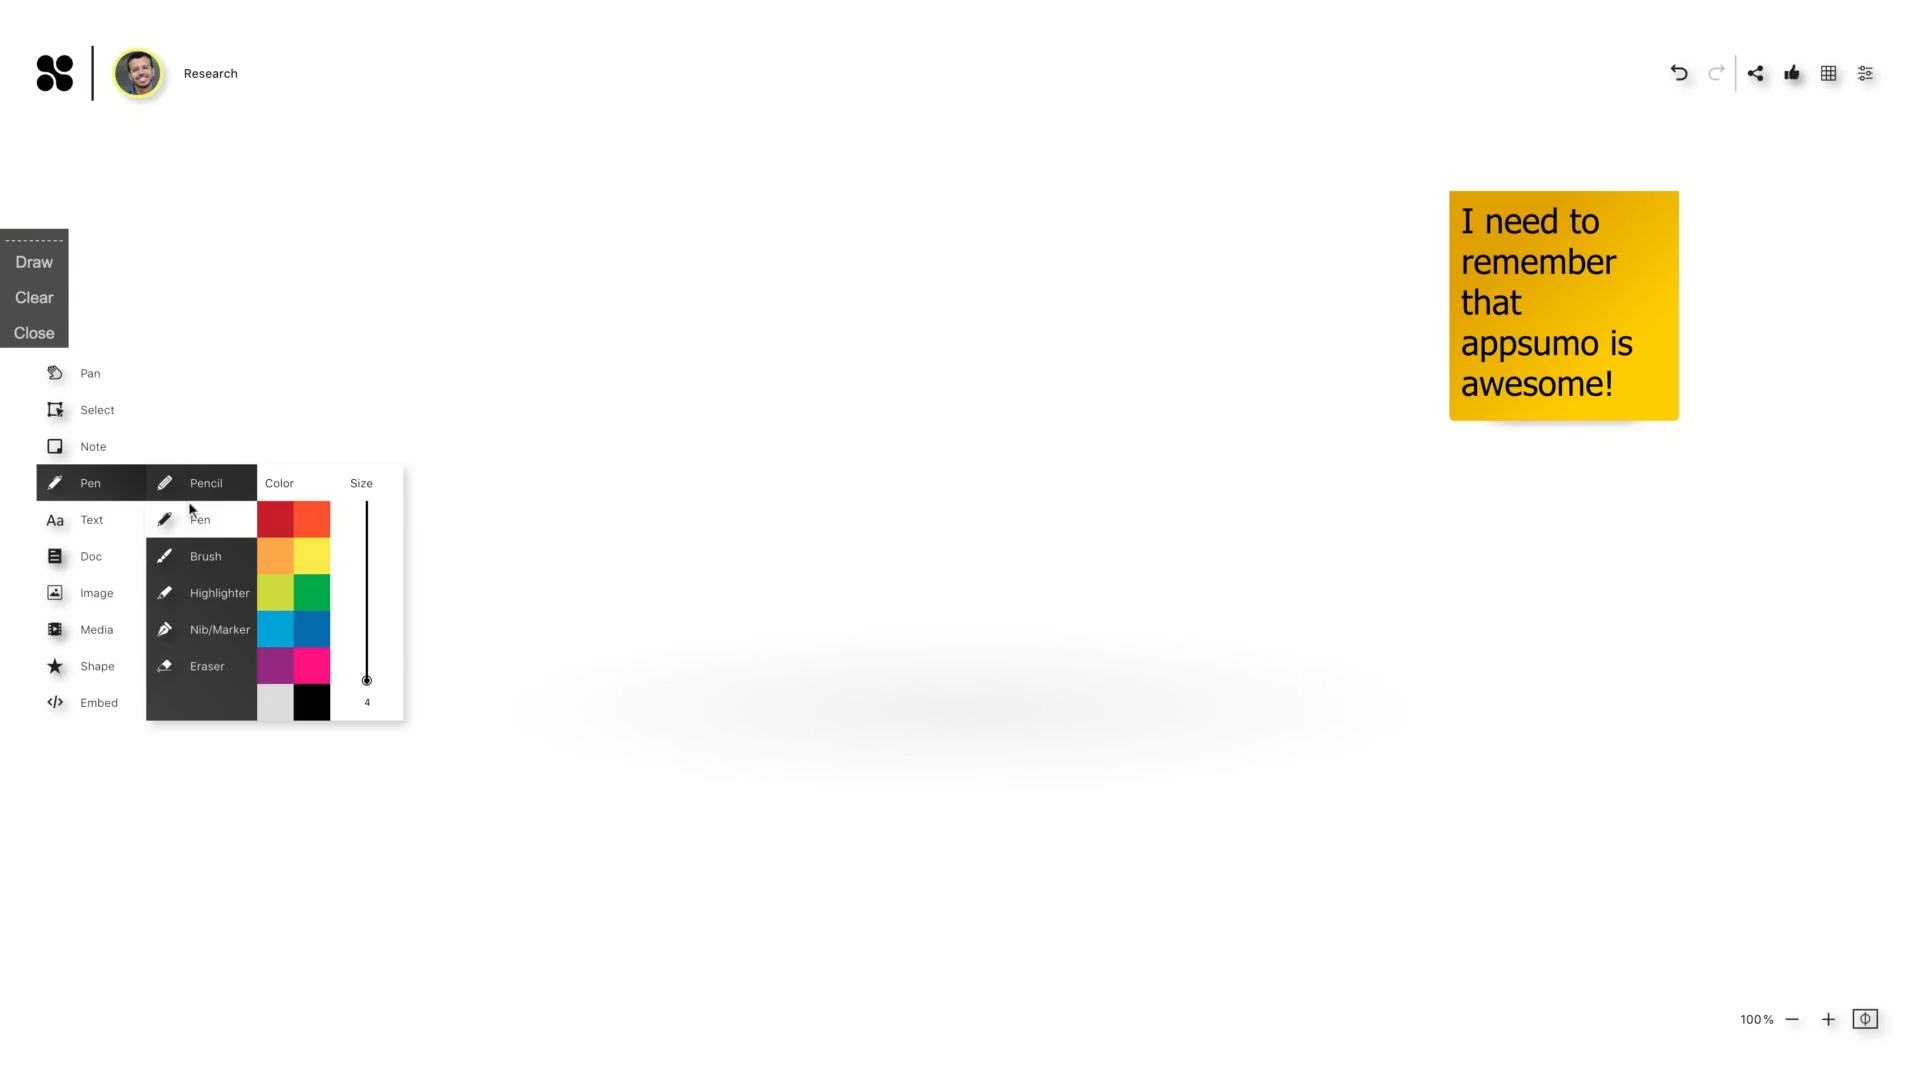 Research
I need to
remember
that
appsumo is
awesome!
Draw
Clear
Close
Pan
Select
Note
Pen
Pencil
Color
Size
Aa
Text
Pen
Doc
Brush
Image
Highlighter
Media
Nib/Marker
Shape
Eraser
Embed
4
100%